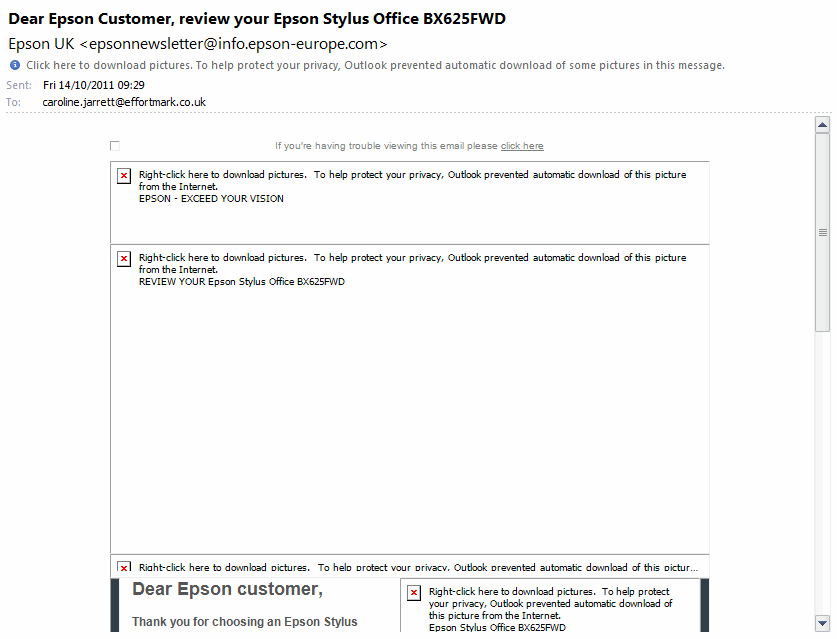 Dear Epson Customer, review your Epson Stylus Office BX625FWD
Epson UK <epsonnewsletter@info.epson-europe.com>
Click here to download pictures. To help protect your privacy, Outlook prevented automatic download of some pictures in this message.
Sent: Fri 14/10/2011 09:29
To: caroline.jarrett@effortmark.co.uk
If you're having trouble viewing this email please click here
Right-click here to download pictures. To help protect your privacy, Outlook prevented automatic download of this picture
from the Internet.
EPSON - EXCEED YOUR VISION
Right-click here to download pictures. To help protect your privacy, Outlook prevented automatic download of this picture
from the Internet.
REVIEW YOUR Epson Stylus Office BX625FWD
Right-click here to download pictures. To help protect your privacy, Outlook prevented automatic download of this pictur...
Dear Epson customer,
Thank you for choosing an Epson Stylus
Right-click here to download pictures. To help protect
your privacy, Outlook prevented automatic download of
this picture from the Internet.
Epson Stylus Office BX625FWD